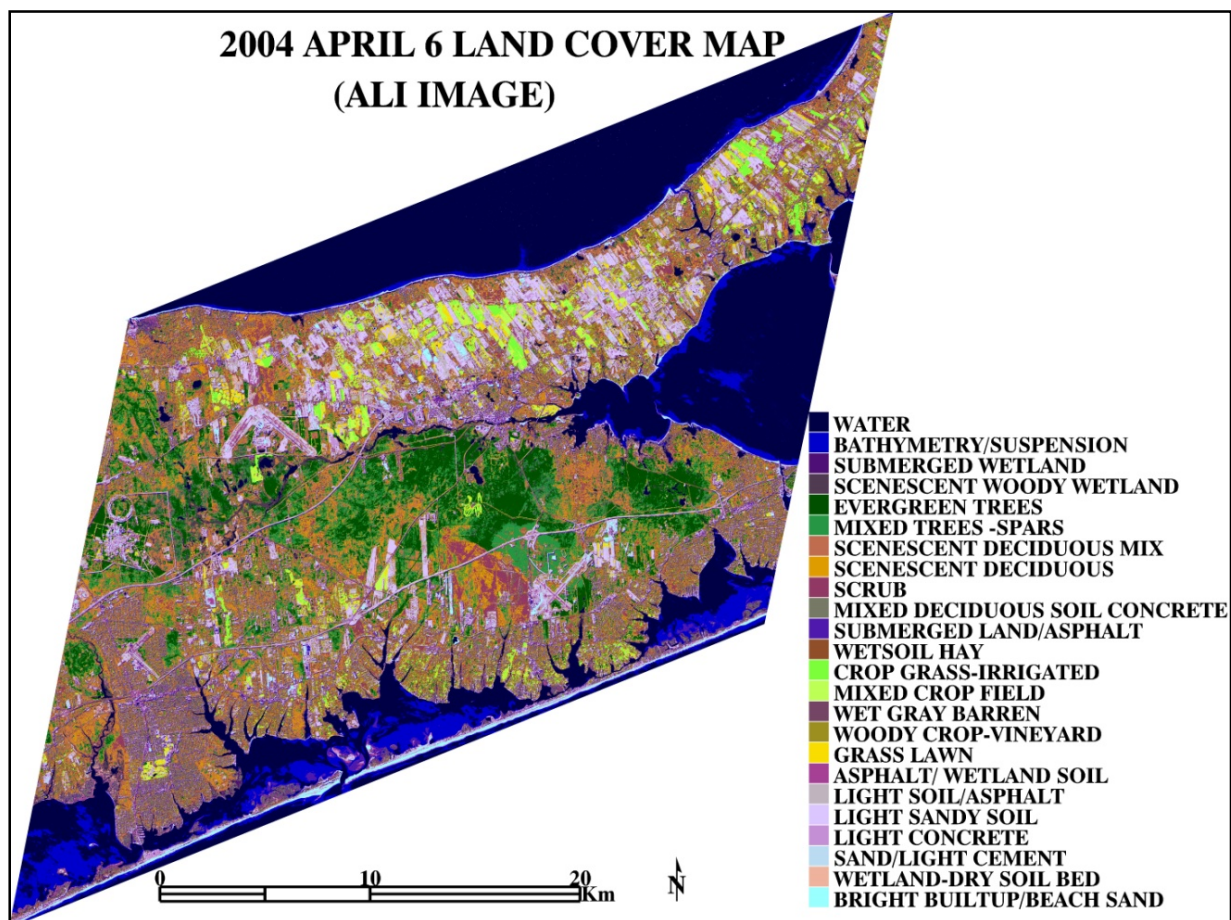 2004 APRIL 6 LAND COVER MAP
(ALI IMAGE)
WATER
BATHYMETRY/SUSPENSION
SUBMERGED WETLAND
SCENESCENT WOODY WETLAND
EVERGREEN TREES
MIXED TREES -SPARS
SCENESCENT DECIDUOUS MIX
SCENESCENT DECIDUOUS
SCRUB
MIXED DECIDUOUS SOIL CONCRETE
SUBMERGED LAND/ASPHALT
WETSOIL HAY
CROP GRASS-IRRIGATED
MIXED CROP FIELD
WET GRAY BARREN
WOODY CROP-VINEYARD
GRASS LAWN
ASPHALT/ WETLAND SOIL
LIGHT SOIL/ASPHALT
LIGHT SANDY SOIL
LIGHT CONCRETE
SAND/LIGHT CEMENT
WETLAND-DRY SOIL BED
BRIGHT BUILTUP/BEACH SAND
0 10 20
Km
N